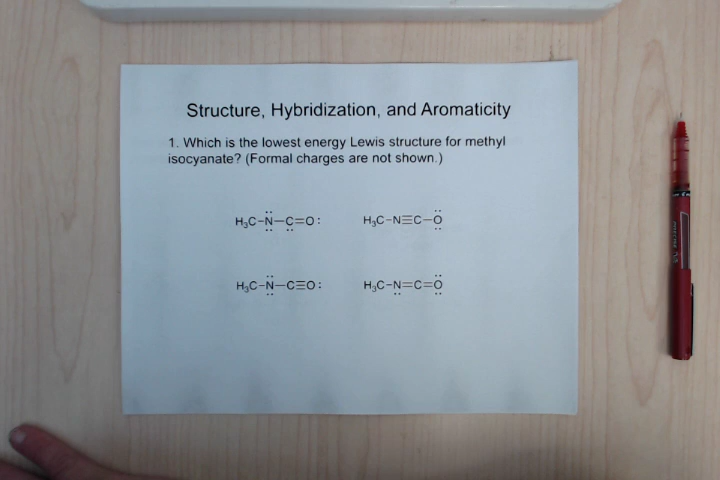 Structure, Hybridization, and Aromaticity
1. Which is the lowest energy Lewis structure for methyl
isocyanate? (Formal charges are not shown.)
H₃C-N̈-C=O: H₃C-N≡C-Ö
H₃C-N̈-C≡O: H₃C-N=C=Ö